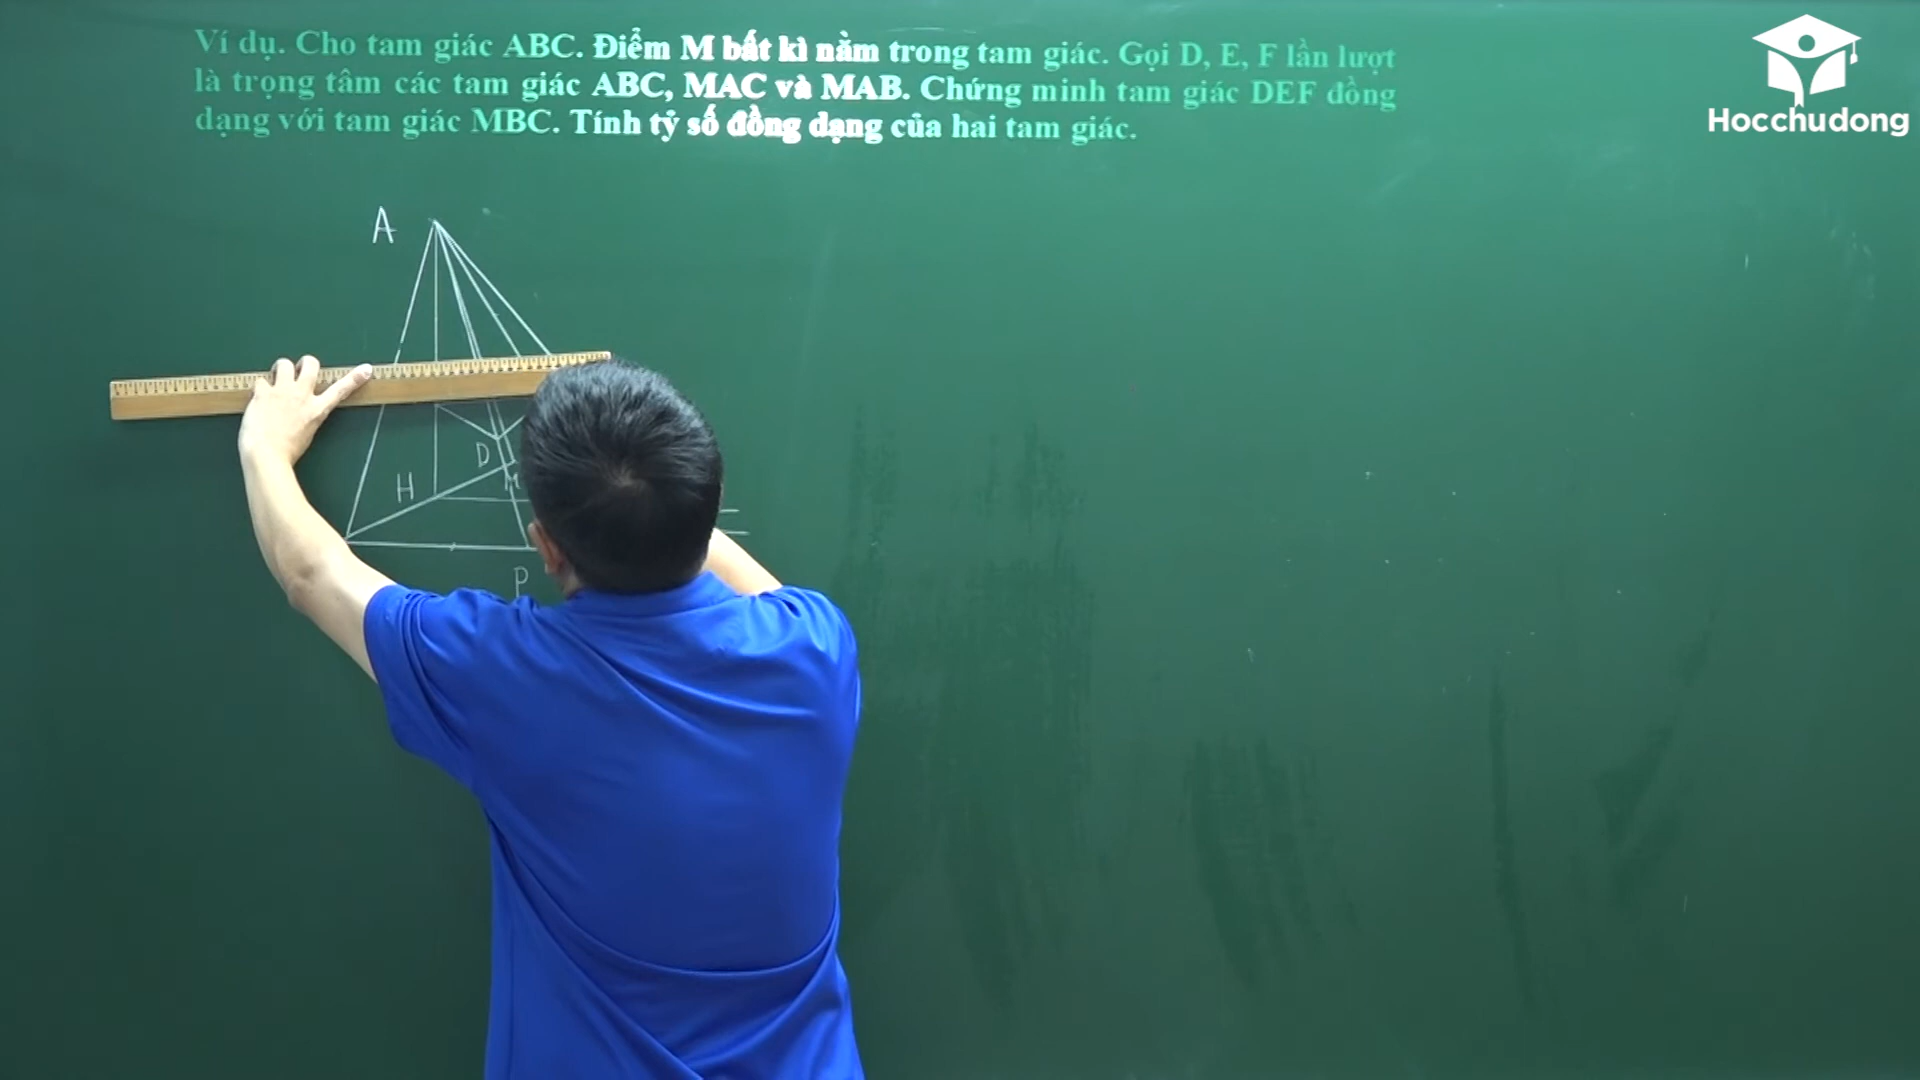 Ví dụ. Cho tam giác ABC. Điểm M bất kì nằm trong tam giác. Gọi D, E, F lần lượt
là trọng tâm các tam giác ABC, MAC và MAB. Chứng minh tam giác DEF đồng
dạng với tam giác MBC. Tính tỷ số đồng dạng của hai tam giác.
Hocchudong
A
D
H
M
P